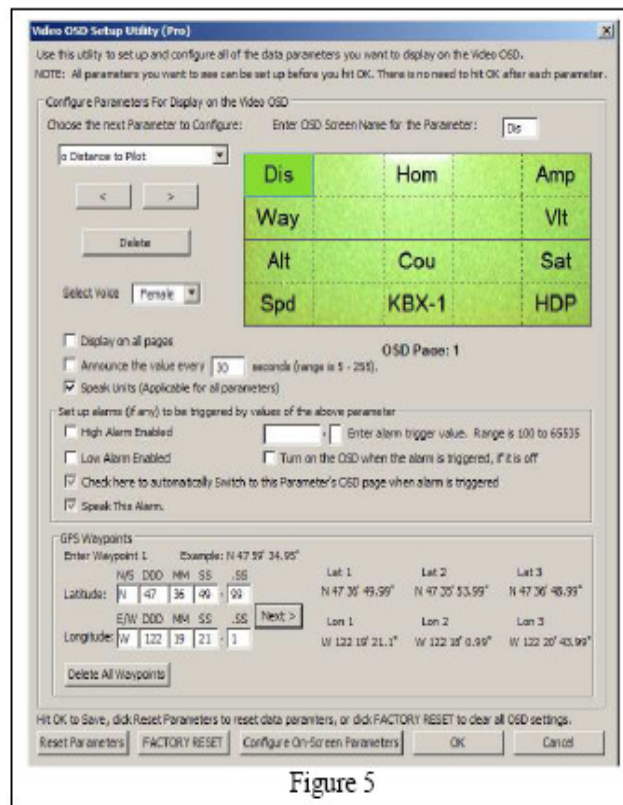 Video OSD Setup Utility (Pro)
Use this utility to set up and configure all of the data parameters you want to display on the Video OSD.
NOTE: All parameters you want to see can be set up before you hit OK. There is no need to hit OK after each parameter.
Configure Parameters For Display on the Video OSD
Choose the next Parameter to Configure: Enter OSD Screen Name for the Parameter: Dis
o Distance to Pilot
< >
Delete
Select Voice Female
Dis Hom Amp
Way Vlt
Alt Cou Sat
Spd KBX-1 HDP
OSD Page: 1
Display on all pages
Announce the value every 30 seconds (range is 5 - 255).
Speak Units (Applicable for all parameters)
Set up alarms (if any) to be triggered by values of the above parameter
High Alarm Enabled . Enter alarm trigger value. Range is 100 to 65535
Low Alarm Enabled Turn on the OSD when the alarm is triggered, if it is off
Check here to automatically Switch to this Parameter's OSD page when alarm is triggered
Speak This Alarm.
GPS Waypoints
Enter Waypoint 1 Example: N 47 59' 34.95"
N/S DDD MM SS .SS
Latitude: N 47 36 49 . 99
E/W DDD MM SS .SS
Longitude: W 122 19 21 . 1
Next >
Lat 1 Lat 2 Lat 3
N 47 36' 49.99" N 47 35' 53.99" N 47 36' 48.99"
Lon 1 Lon 2 Lon 3
W 122 19' 21.1" W 122 18' 0.99" W 122 20' 43.99"
Delete All Waypoints
Hit OK to Save, click Reset Parameters to reset data paramters, or click FACTORY RESET to clear all OSD settings.
Reset Parameters FACTORY RESET Configure On-Screen Parameters OK Cancel
Figure 5